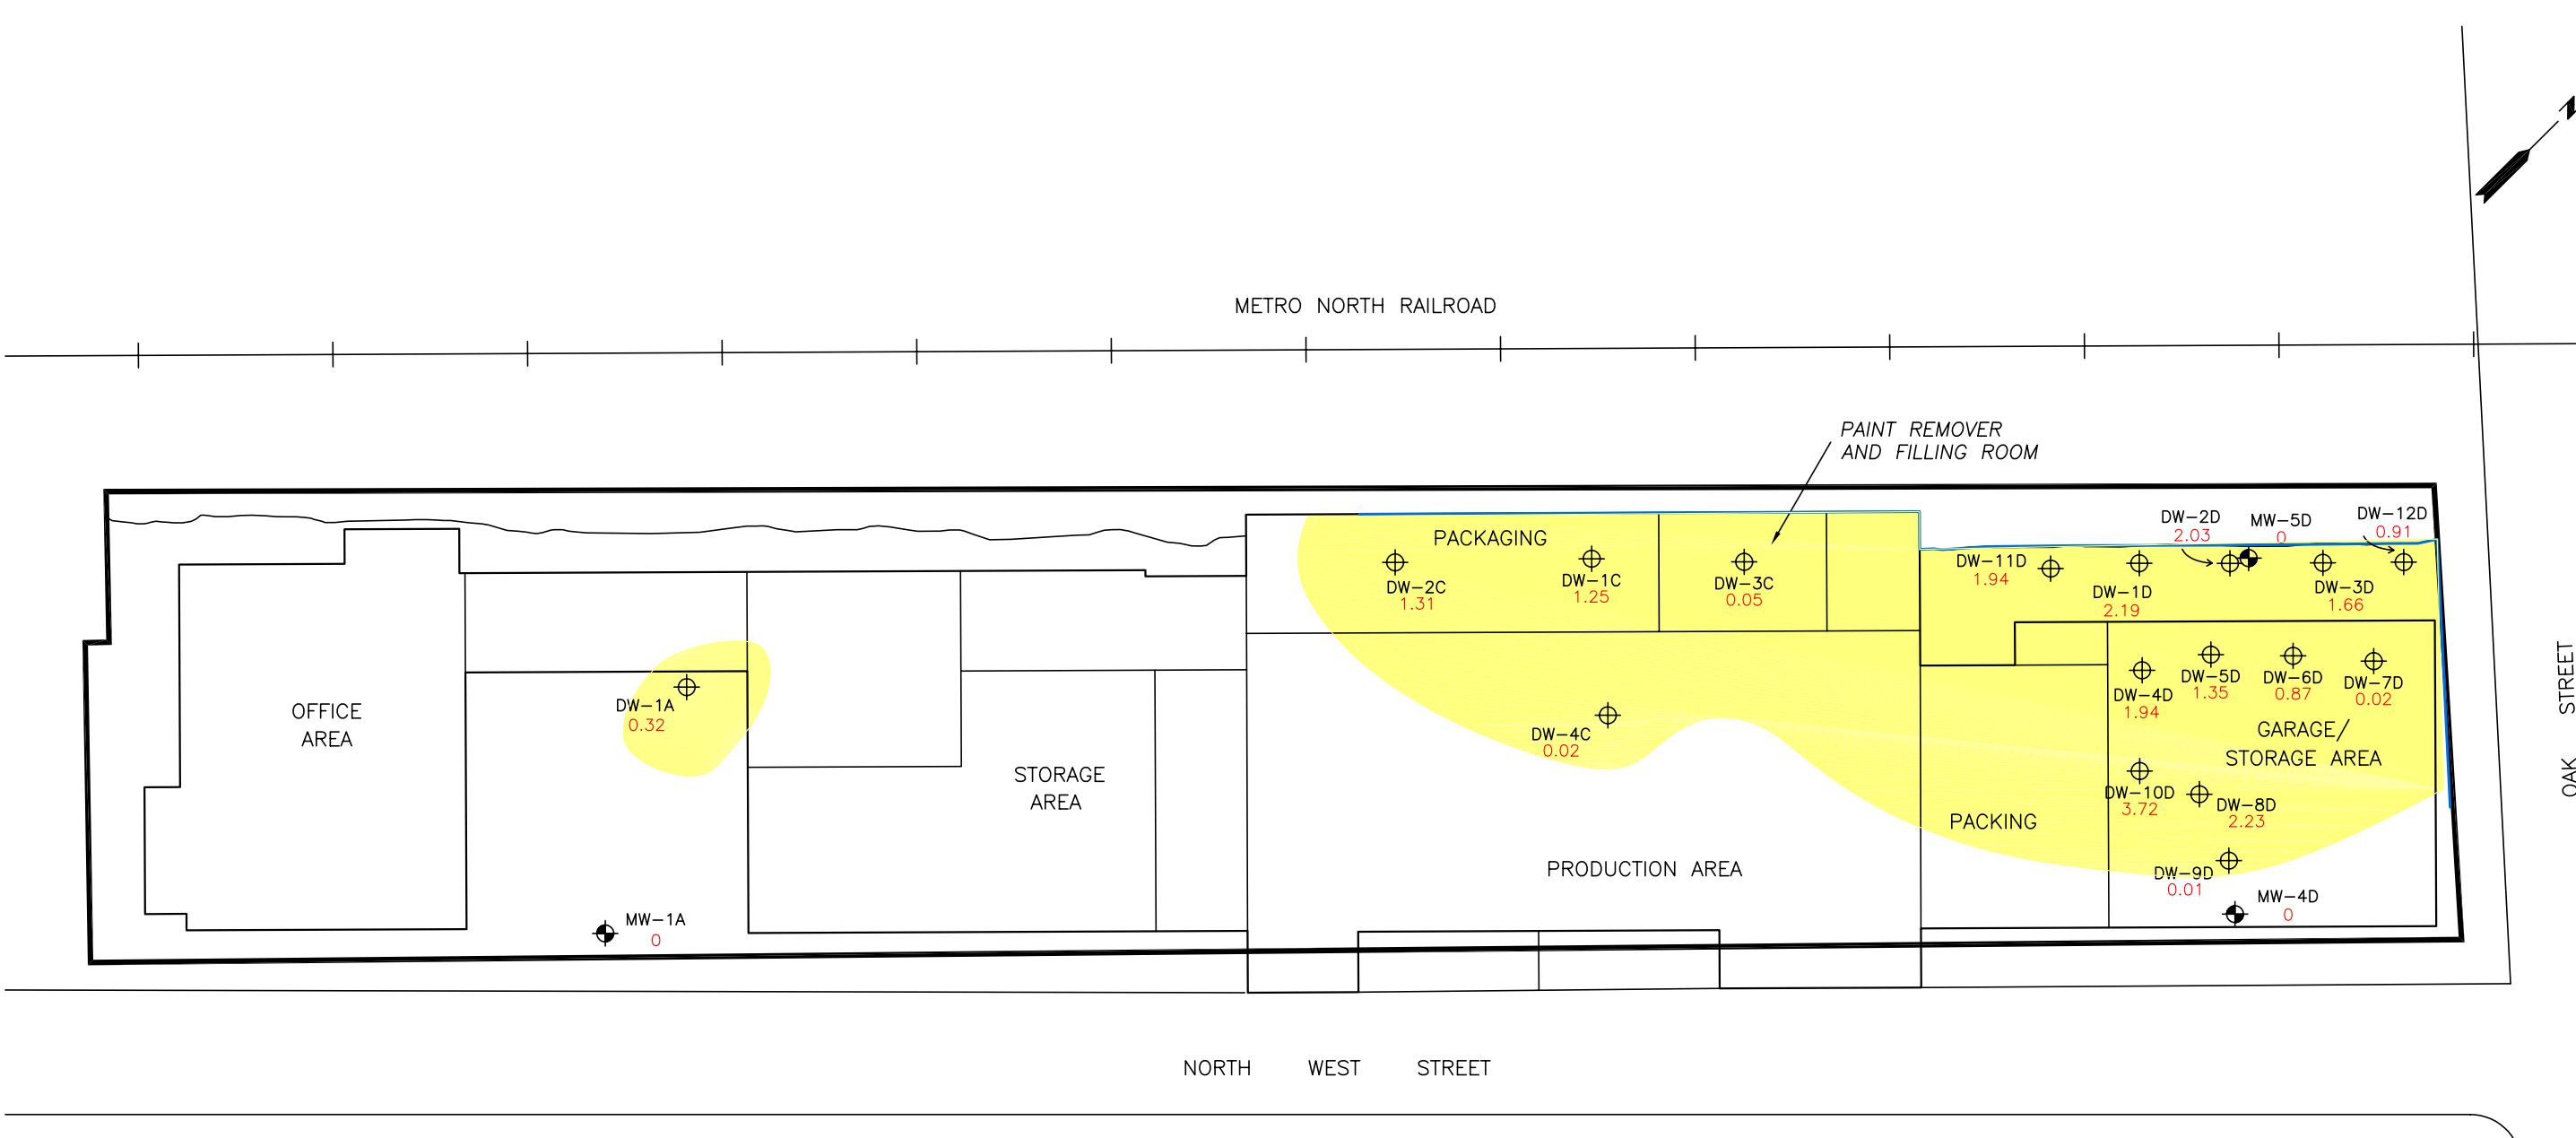 N
METRO NORTH RAILROAD
PAINT REMOVER
AND FILLING ROOM
DW-2D
2.03
MW-5D
0
DW-12D
0.91
PACKAGING
DW-2C
1.31
DW-1C
1.25
DW-3C
0.05
DW-11D
1.94
DW-1D
2.19
DW-3D
1.66
DW-4D
1.94
DW-5D
1.35
DW-6D
0.87
DW-7D
0.02
GARAGE/
STORAGE AREA
OAK STREET
OFFICE
AREA
DW-1A
0.32
STORAGE
AREA
DW-4C
0.02
DW-10D
3.72
DW-8D
2.23
PACKING
PRODUCTION AREA
DW-9D
0.01
MW-4D
0
MW-1A
0
NORTH WEST STREET